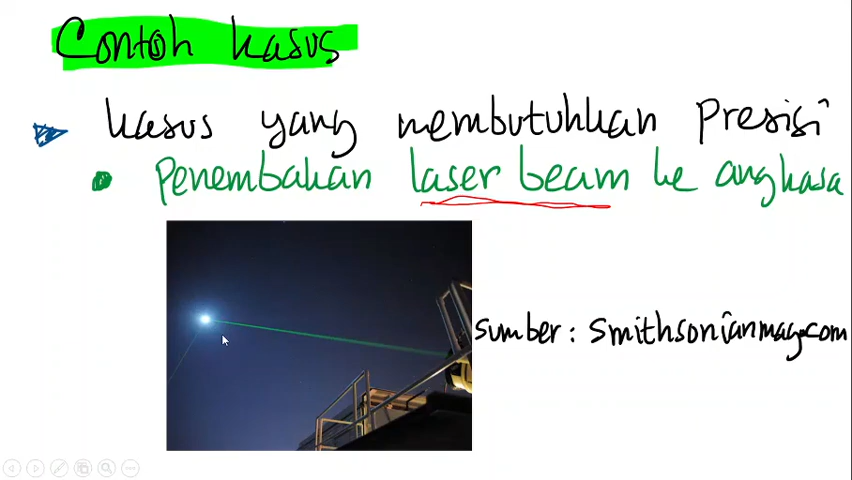 Contoh kasus
kasus yang membutuhkan Presisi
Penembakan laser beam ke angkasa
sumber: smithsonianmag.com